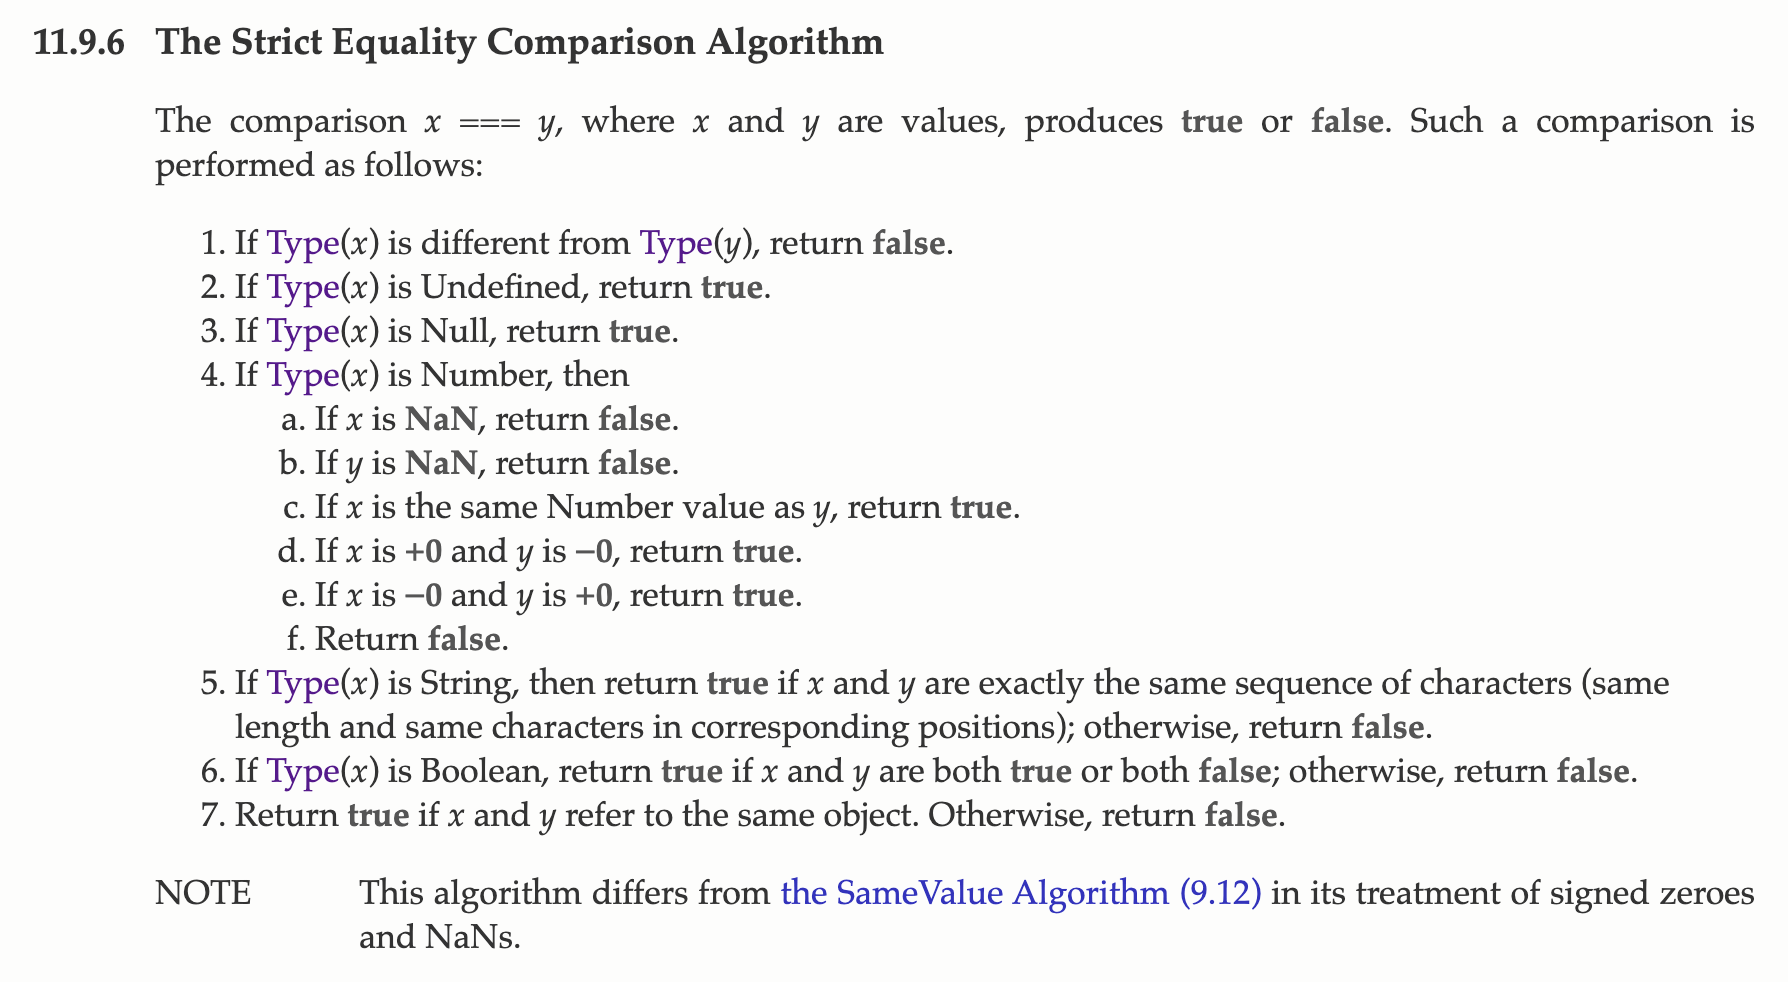 11.9.6 The Strict Equality Comparison Algorithm
The comparison x === y, where x and y are values, produces true or false. Such a comparison is
performed as follows:
1. If Type(x) is different from Type(y), return false.
2. If Type(x) is Undefined, return true.
3. If Type(x) is Null, return true.
4. If Type(x) is Number, then
a. If x is NaN, return false.
b. If y is NaN, return false.
c. If x is the same Number value as y, return true.
d. If x is +0 and y is −0, return true.
e. If x is −0 and y is +0, return true.
f. Return false.
5. If Type(x) is String, then return true if x and y are exactly the same sequence of characters (same
length and same characters in corresponding positions); otherwise, return false.
6. If Type(x) is Boolean, return true if x and y are both true or both false; otherwise, return false.
7. Return true if x and y refer to the same object. Otherwise, return false.
NOTE This algorithm differs from the SameValue Algorithm (9.12) in its treatment of signed zeroes
and NaNs.